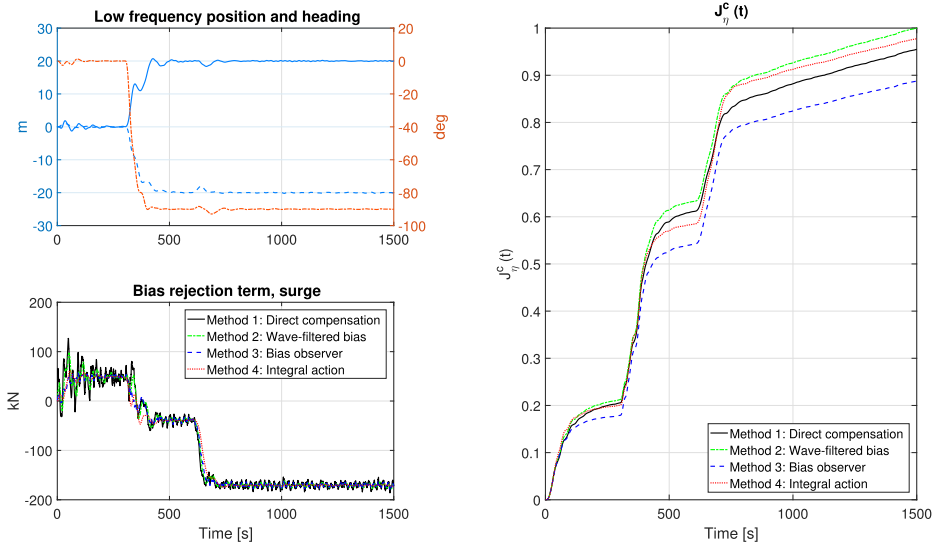 Low frequency position and heading
m
30
20
10
0
-10
-20
-30
deg
20
0
-20
-40
-60
-80
-100
0 500 1000 1500
Bias rejection term, surge
kN
200
100
0
-100
-200
Method 1: Direct compensation
Method 2: Wave-filtered bias
Method 3: Bias observer
Method 4: Integral action
0 500 1000 1500
Time [s]
J_η^c (t)
J_η^c (t)
1
0.9
0.8
0.7
0.6
0.5
0.4
0.3
0.2
0.1
0
Method 1: Direct compensation
Method 2: Wave-filtered bias
Method 3: Bias observer
Method 4: Integral action
0 500 1000 1500
Time [s]